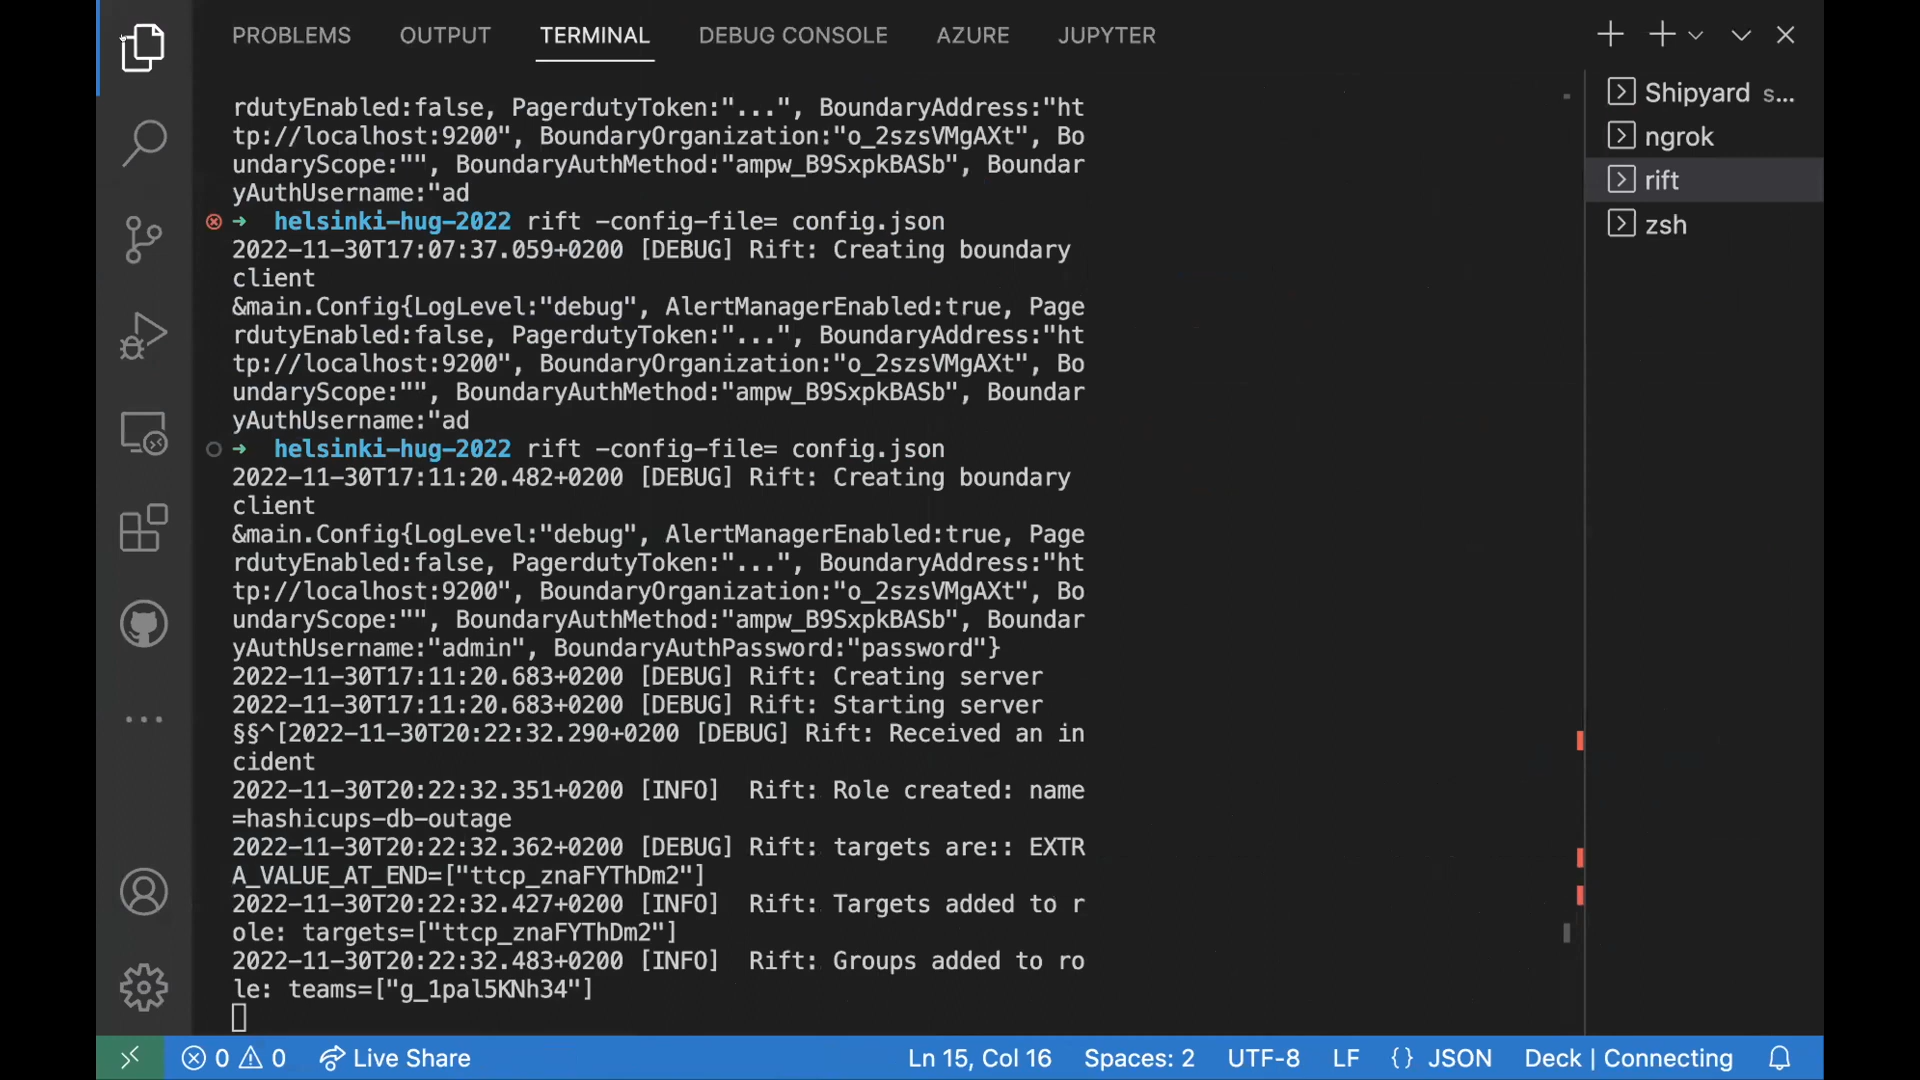 PROBLEMS OUTPUT TERMINAL DEBUG CONSOLE AZURE JUPYTER
rdutyEnabled:false, PagerdutyToken:"...", BoundaryAddress:"ht
tp://localhost:9200", BoundaryOrganization:"o_2szsVMgAXt", Bo
undaryScope:"", BoundaryAuthMethod:"ampw_B9SxpkBASb", Boundar
yAuthUsername:"ad
➜ helsinki-hug-2022 rift -config-file= config.json
2022-11-30T17:07:37.059+0200 [DEBUG] Rift: Creating boundary
client
&main.Config{LogLevel:"debug", AlertManagerEnabled:true, Page
rdutyEnabled:false, PagerdutyToken:"...", BoundaryAddress:"ht
tp://localhost:9200", BoundaryOrganization:"o_2szsVMgAXt", Bo
undaryScope:"", BoundaryAuthMethod:"ampw_B9SxpkBASb", Boundar
yAuthUsername:"ad
➜ helsinki-hug-2022 rift -config-file= config.json
2022-11-30T17:11:20.482+0200 [DEBUG] Rift: Creating boundary
client
&main.Config{LogLevel:"debug", AlertManagerEnabled:true, Page
rdutyEnabled:false, PagerdutyToken:"...", BoundaryAddress:"ht
tp://localhost:9200", BoundaryOrganization:"o_2szsVMgAXt", Bo
undaryScope:"", BoundaryAuthMethod:"ampw_B9SxpkBASb", Boundar
yAuthUsername:"admin", BoundaryAuthPassword:"password"}
2022-11-30T17:11:20.683+0200 [DEBUG] Rift: Creating server
2022-11-30T17:11:20.683+0200 [DEBUG] Rift: Starting server
§§^[2022-11-30T20:22:32.290+0200 [DEBUG] Rift: Received an in
cident
2022-11-30T20:22:32.351+0200 [INFO]  Rift: Role created: name
=hashicups-db-outage
2022-11-30T20:22:32.362+0200 [DEBUG] Rift: targets are:: EXTR
A_VALUE_AT_END=["ttcp_znaFYThDm2"]
2022-11-30T20:22:32.427+0200 [INFO]  Rift: Targets added to r
ole: targets=["ttcp_znaFYThDm2"]
2022-11-30T20:22:32.483+0200 [INFO]  Rift: Groups added to ro
le: teams=["g_1pal5KNh34"]
Shipyard s...
ngrok
rift
zsh
0 0 Live Share Ln 15, Col 16 Spaces: 2 UTF-8 LF {} JSON Deck | Connecting